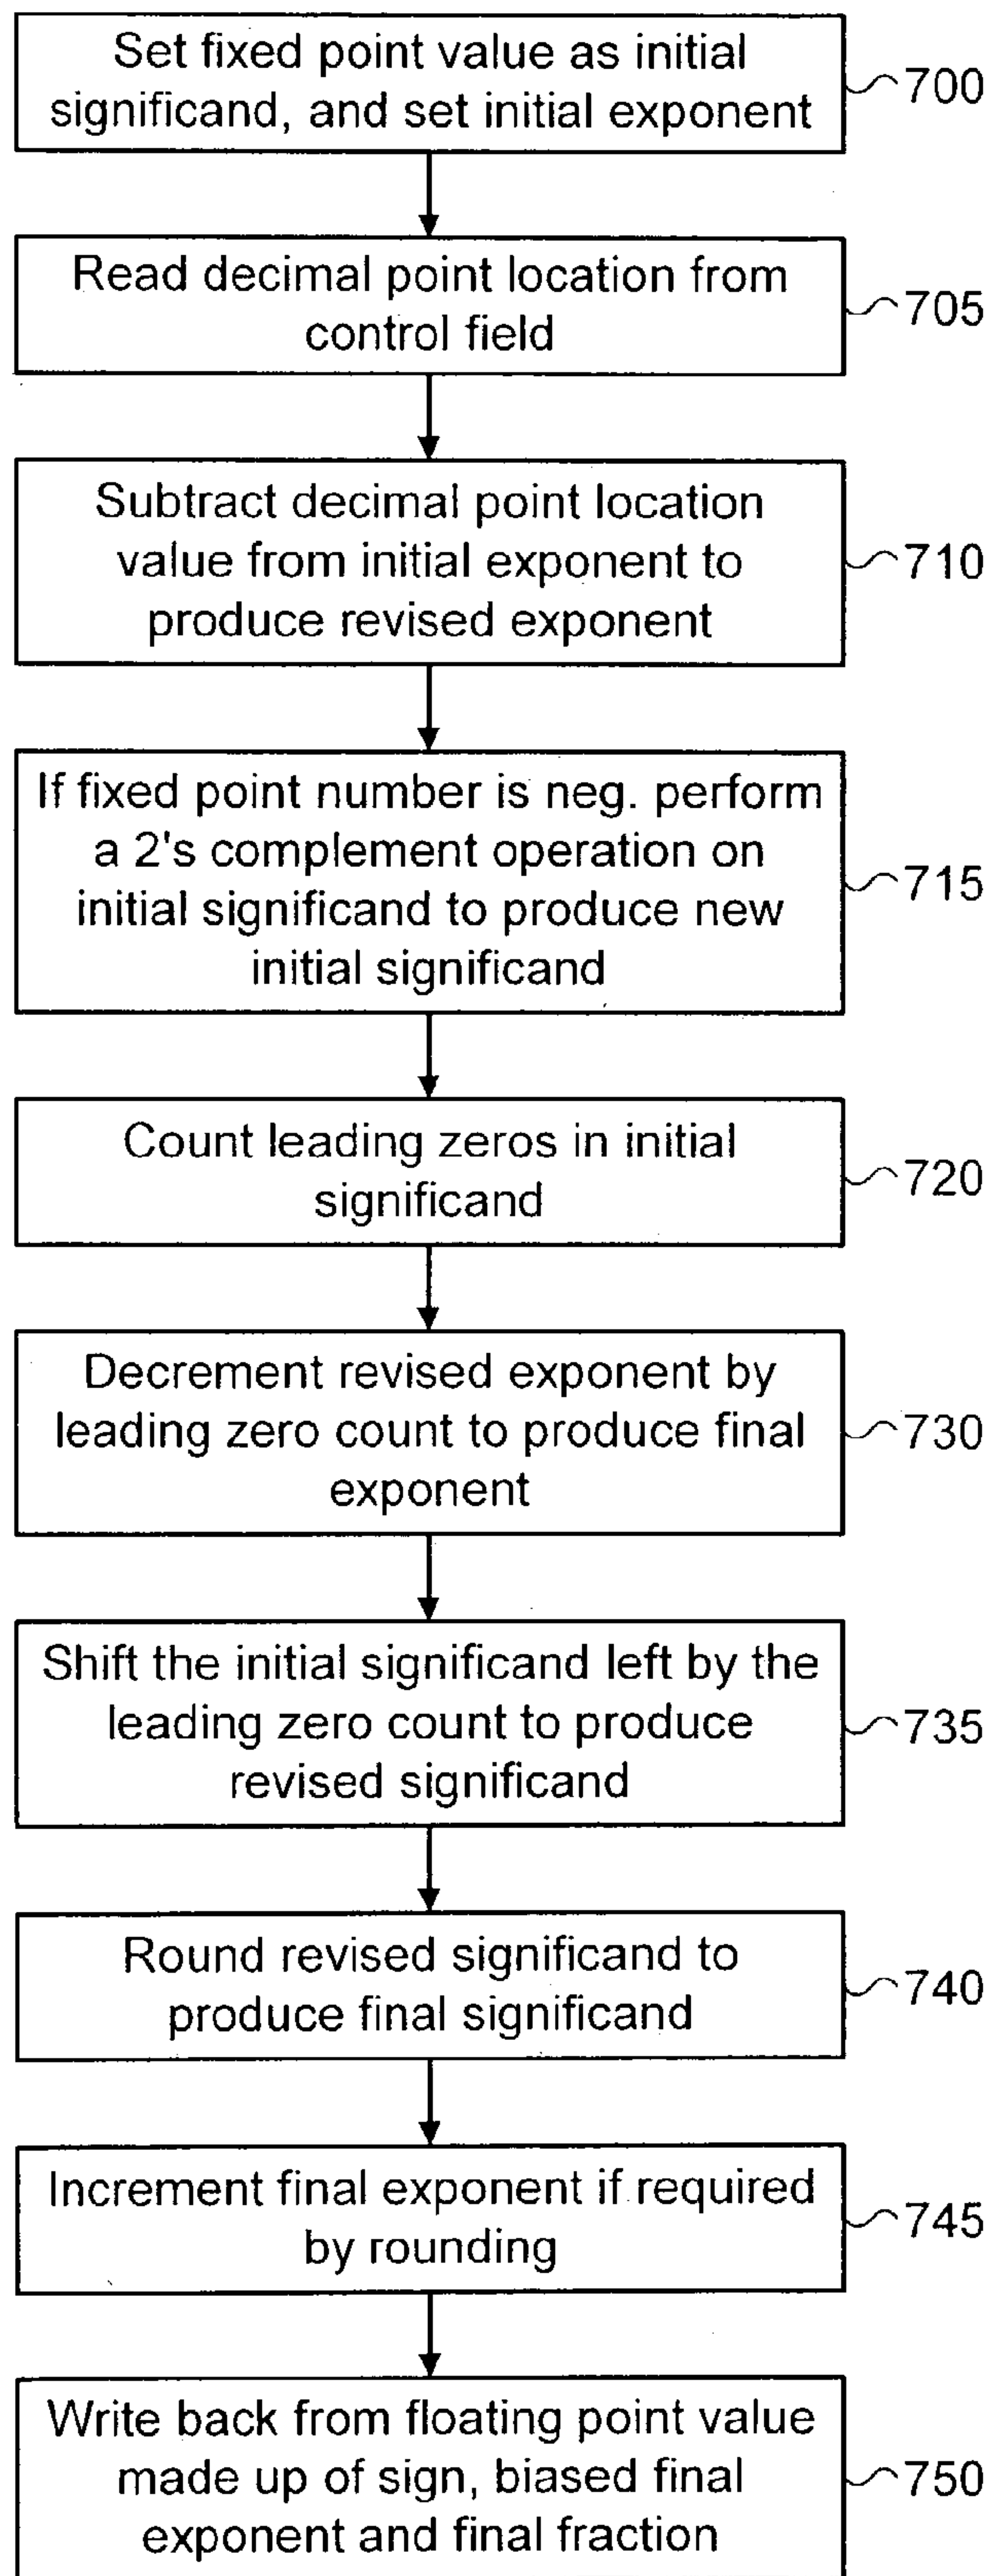 Set fixed point value as initial
significand, and set initial exponent
700
Read decimal point location from
control field
705
Subtract decimal point location
value from initial exponent to
produce revised exponent
710
If fixed point number is neg. perform
a 2's complement operation on
initial significand to produce new
initial significand
715
Count leading zeros in initial
significand
720
Decrement revised exponent by
leading zero count to produce final
exponent
730
Shift the initial significand left by the
leading zero count to produce
revised significand
735
Round revised significand to
produce final significand
740
Increment final exponent if required
by rounding
745
Write back from floating point value
made up of sign, biased final
exponent and final fraction
750